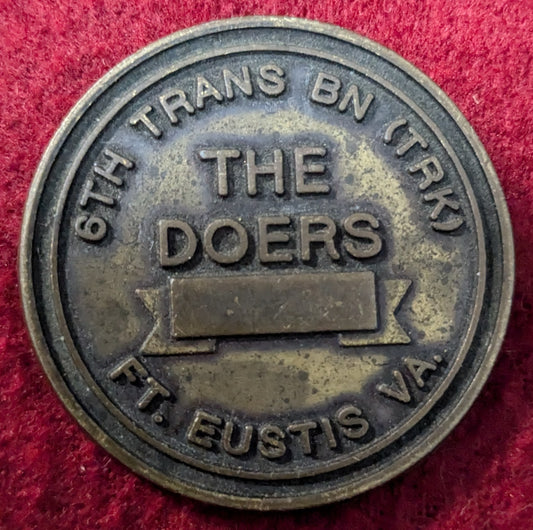 6TH TRANS BN (TRK)
THE
DOERS
FT. EUSTIS VA.